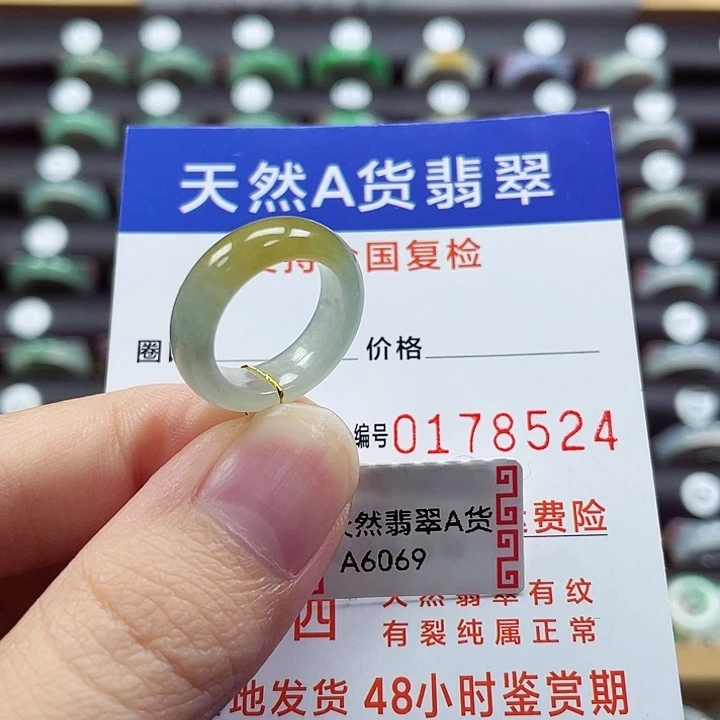 天然A货翡翠
国复检
圈
价格
编号0178524
然翡翠A货
A6069
费险
四
天然翡翠有纹
有裂纯属正常
地发货 48小时鉴赏期